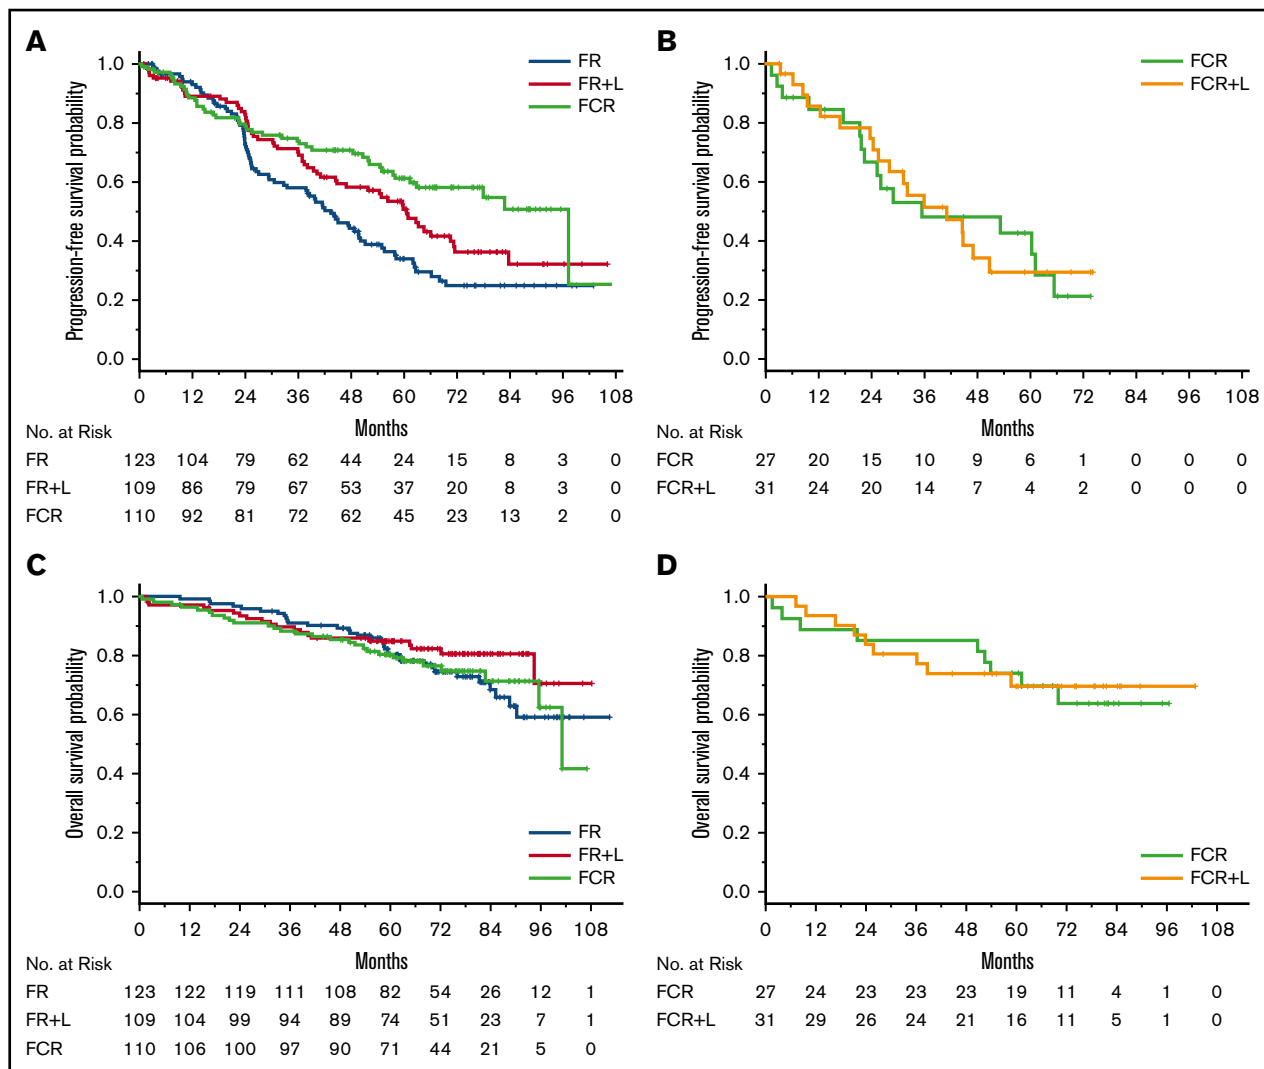 A
Progression-free survival probability
1.0
0.8
0.6
0.4
0.2
0.0
FR
FR+L
FCR
0 12 24 36 48 60 72 84 96 108
Months
No. at Risk
FR 123 104 79 62 44 24 15 8 3 0
FR+L 109 86 79 67 53 37 20 8 3 0
FCR 110 92 81 72 62 45 23 13 2 0
B
Progression-free survival probability
1.0
0.8
0.6
0.4
0.2
0.0
FCR
FCR+L
0 12 24 36 48 60 72 84 96 108
Months
No. at Risk
FCR 27 20 15 10 9 6 1 0 0 0
FCR+L 31 24 20 14 7 4 2 0 0 0
C
Overall survival probability
1.0
0.8
0.6
0.4
0.2
0.0
FR
FR+L
FCR
0 12 24 36 48 60 72 84 96 108
Months
No. at Risk
FR 123 122 119 111 108 82 54 26 12 1
FR+L 109 104 99 94 89 74 51 23 7 1
FCR 110 106 100 97 90 71 44 21 5 0
D
Overall survival probability
1.0
0.8
0.6
0.4
0.2
0.0
FCR
FCR+L
0 12 24 36 48 60 72 84 96 108
Months
No. at Risk
FCR 27 24 23 23 23 19 11 4 1 0
FCR+L 31 29 26 24 21 16 11 5 1 0